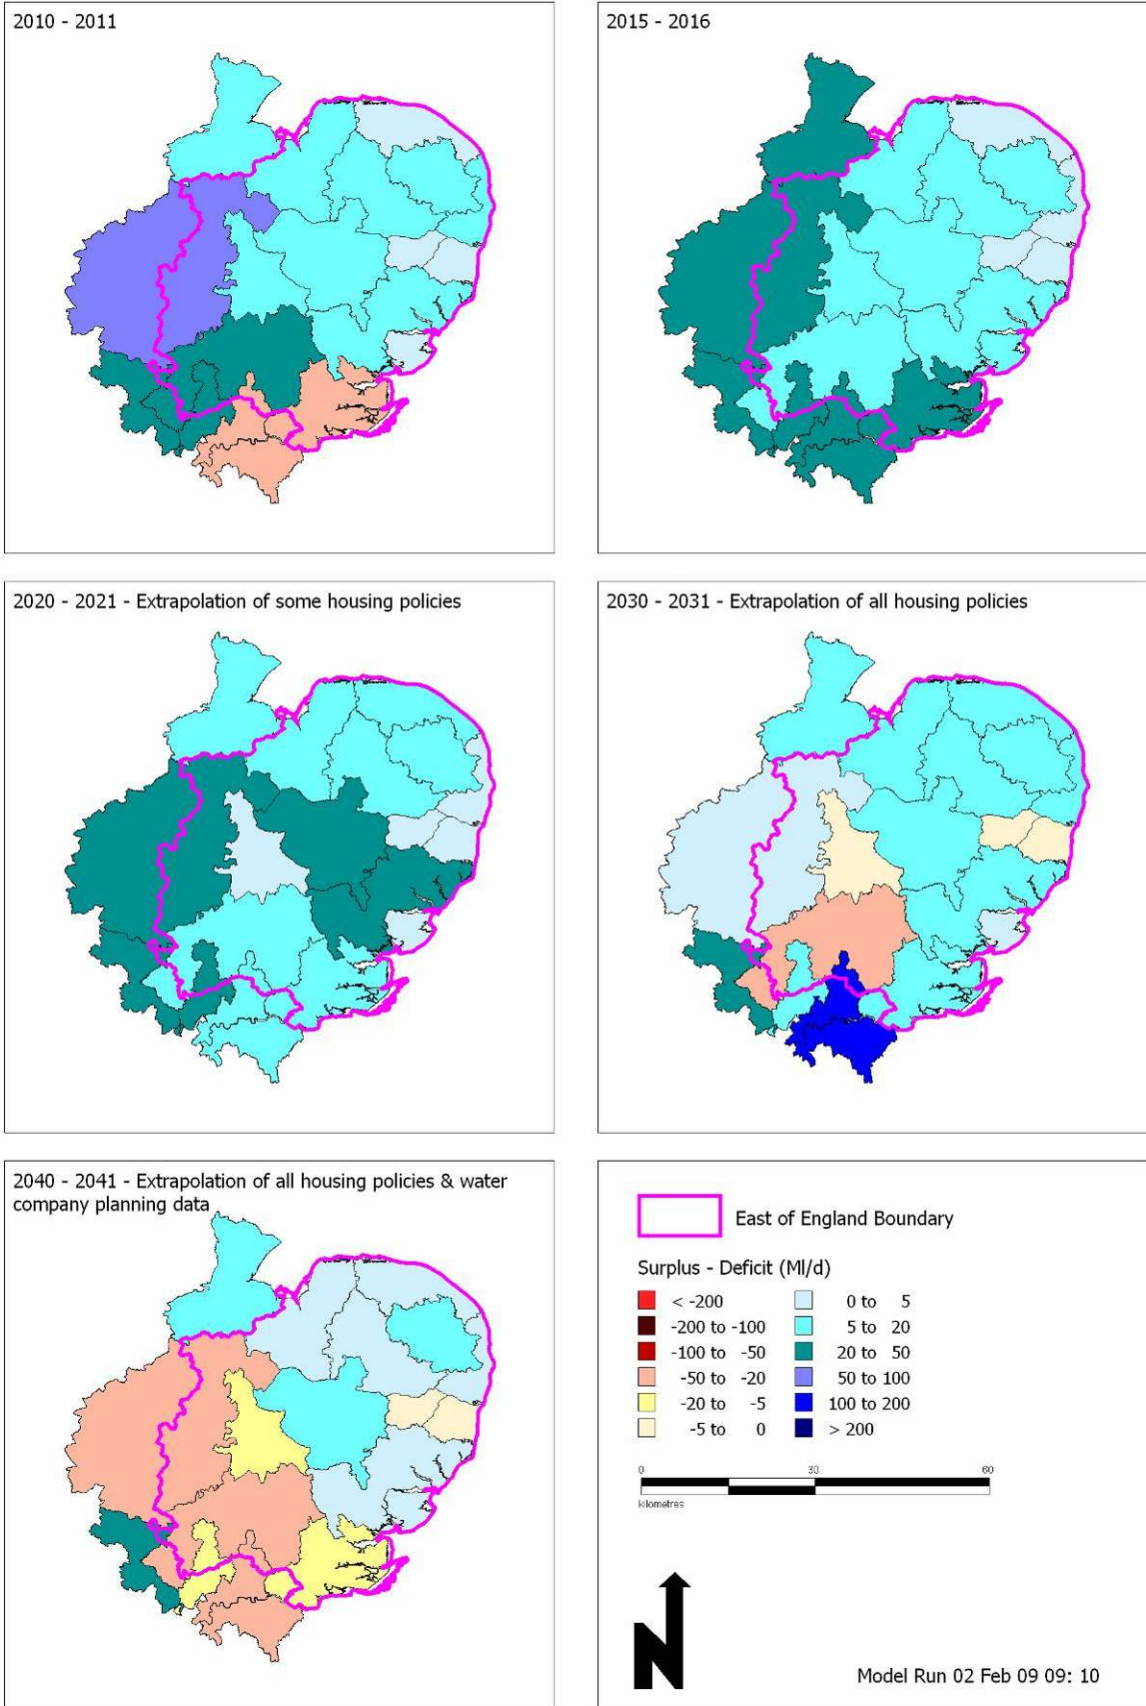 2010 - 2011
2015 - 2016
2020 - 2021 - Extrapolation of some housing policies
2030 - 2031 - Extrapolation of all housing policies
2040 - 2041 - Extrapolation of all housing policies & water
company planning data
East of England Boundary
Surplus - Deficit (Ml/d)
< -200
-200 to -100
-100 to -50
-50 to -20
-20 to -5
-5 to 0
0 to 5
5 to 20
20 to 50
50 to 100
100 to 200
> 200
0 30 60
kilometres
N
Model Run 02 Feb 09 09: 10